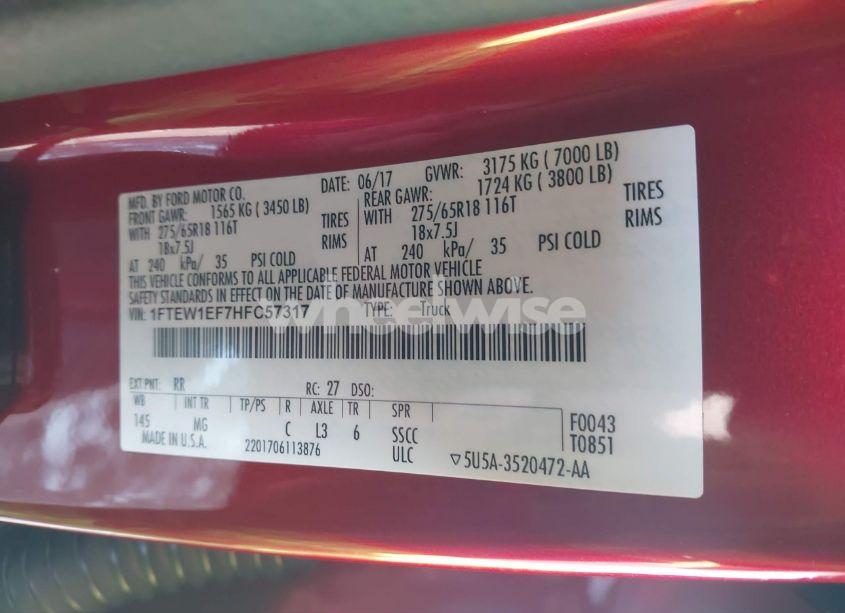 MFD. BY FORD MOTOR CO.
DATE: 06/17 GVWR: 3175 KG ( 7000 LB)
FRONT GAWR: 1565 KG ( 3450 LB) REAR GAWR: 1724 KG ( 3800 LB)
WITH 275/65R18 116T TIRES WITH 275/65R18 116T TIRES
18x7.5J RIMS 18x7.5J RIMS
AT 240 kPa/ 35 PSI COLD AT 240 kPa/ 35 PSI COLD
THIS VEHICLE CONFORMS TO ALL APPLICABLE FEDERAL MOTOR VEHICLE
SAFETY STANDARDS IN EFFECT ON THE DATE OF MANUFACTURE SHOWN ABOVE.
VIN: 1FTEW1EF7HFC57317 TYPE: Truck
wheelwise
EXT PNT: RR RC: 27 DSO:
WB INT TR TP/PS R AXLE TR SPR
145 MG C L3 6 SSCC
F0043
T0851
MADE IN U.S.A. 2201706113876 ULC ▽5U5A-3520472-AA